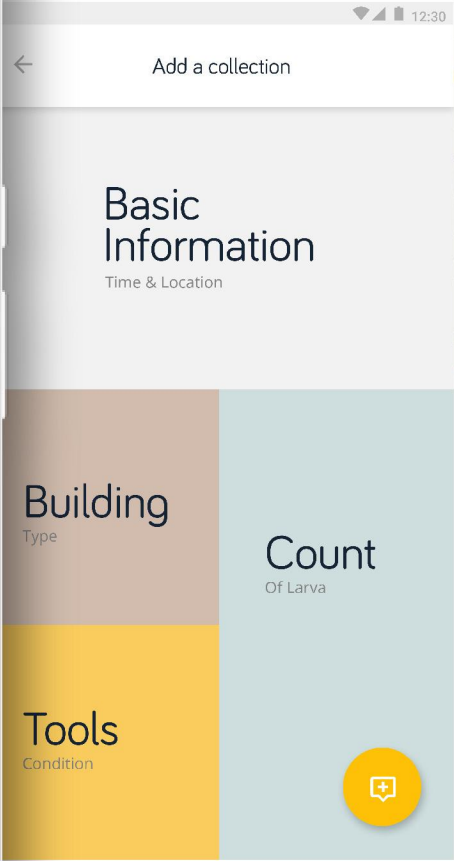 12:30
Add a collection
Basic
Information
Time & Location
Building
Type
Count
Of Larva
Tools
Condition